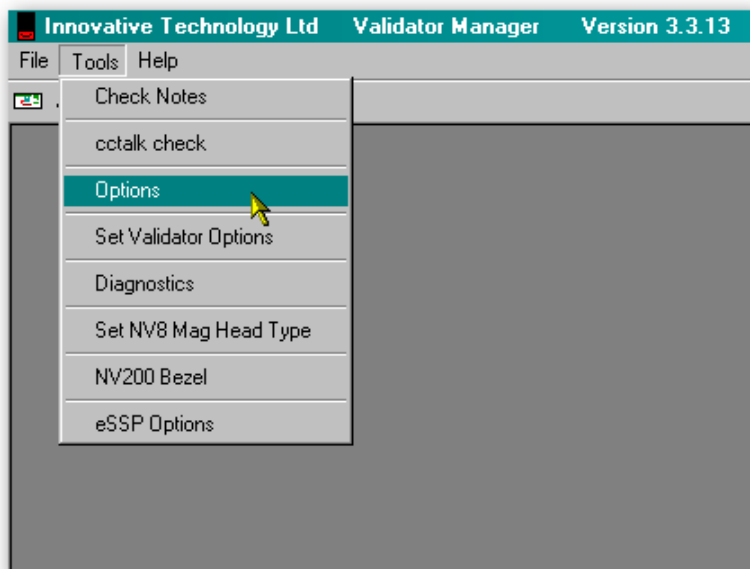 Innovative Technology Ltd Validator Manager Version 3.3.13
File Tools Help
Check Notes
cctalk check
Options
Set Validator Options
Diagnostics
Set NV8 Mag Head Type
NV200 Bezel
eSSP Options